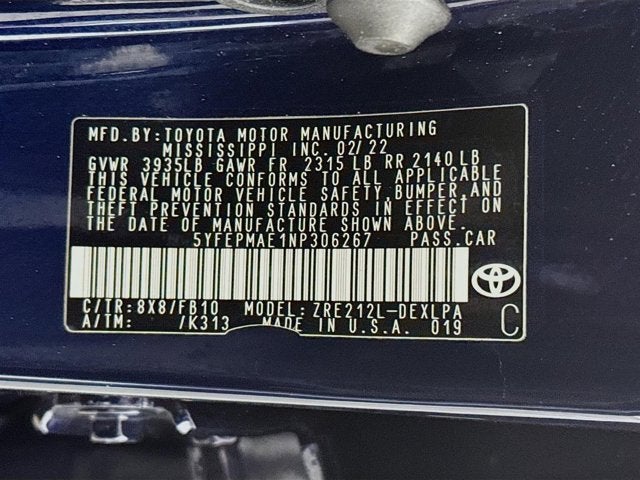 MFD.BY:TOYOTA MOTOR MANUFACTURING
MISSISSIPPI INC. 02/22
GVWR 3935LB GAWR FR 2315 LB RR 2140 LB
THIS VEHICLE CONFORMS TO ALL APPLICABLE
FEDERAL MOTOR VEHICLE SAFETY,BUMPER,AND
THEFT PREVENTION STANDARDS IN EFFECT ON
THE DATE OF MANUFACTURE SHOWN ABOVE.
5YFEPMAE1NP306267 PASS.CAR
C/TR:8X8/FB10 MODEL:ZRE212L-DEXLPA
A/TM: /K313 MADE IN U.S.A. 019 C